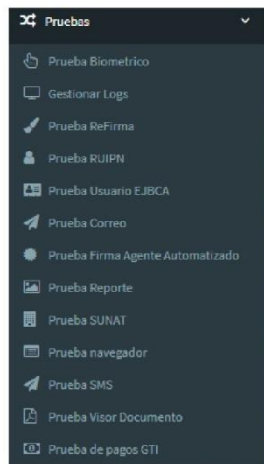 Pruebas
Prueba Biometrico
Gestionar Logs
Prueba ReFirma
Prueba RUIPN
Prueba Usuario EJBCA
Prueba Correo
Prueba Firma Agente Automatizado
Prueba Reporte
Prueba SUNAT
Prueba navegador
Prueba SMS
Prueba Visor Documento
Prueba de pagos GTI